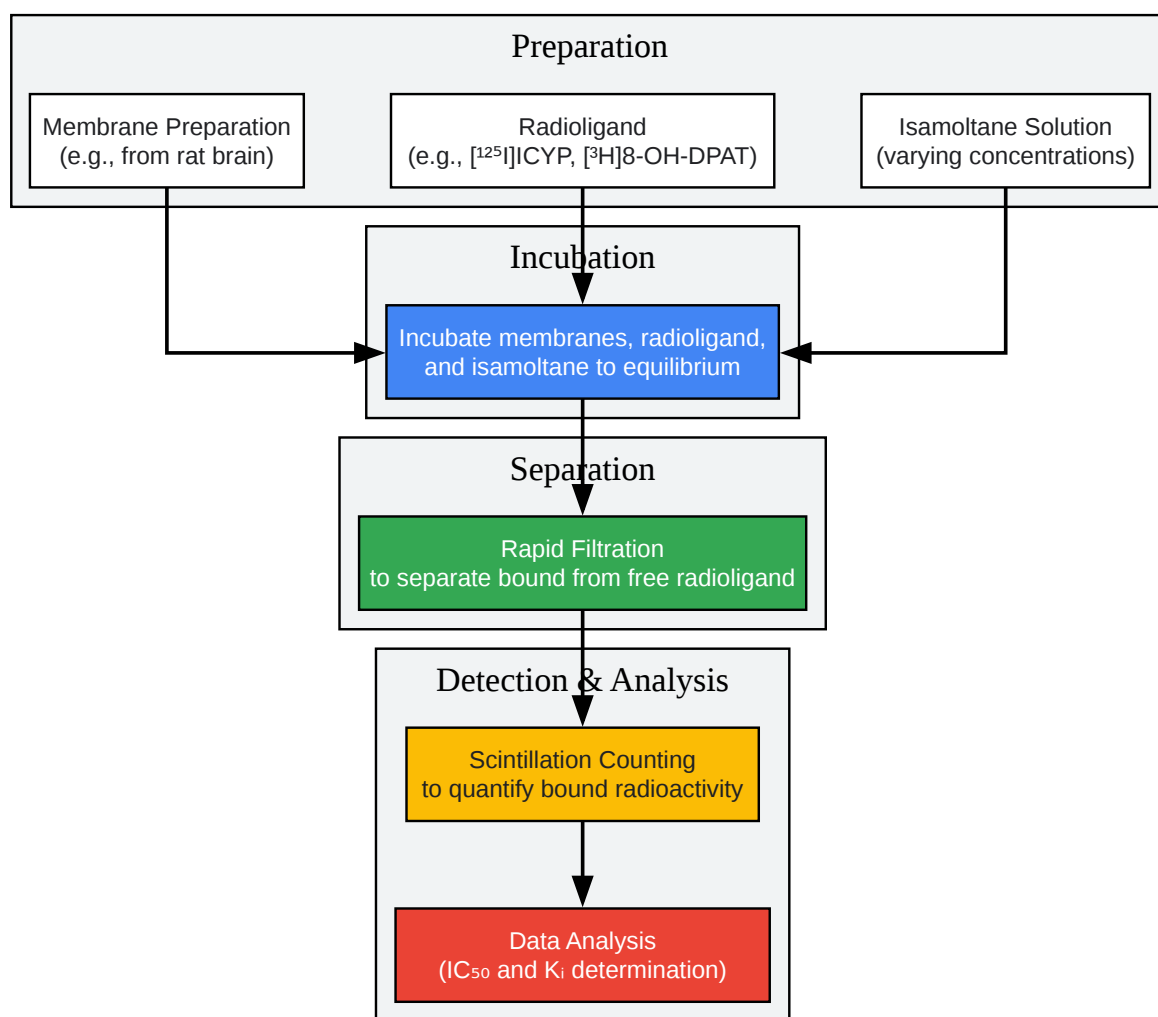 Preparation
Membrane Preparation
(e.g., from rat brain)
Radioligand
(e.g., [¹²⁵I]ICYP, [³H]8-OH-DPAT)
Isamoltane Solution
(varying concentrations)
Incubation
Incubate membranes, radioligand,
and isamoltane to equilibrium
Separation
Rapid Filtration
to separate bound from free radioligand
Detection & Analysis
Scintillation Counting
to quantify bound radioactivity
Data Analysis
(IC₅₀ and Kᵢ determination)